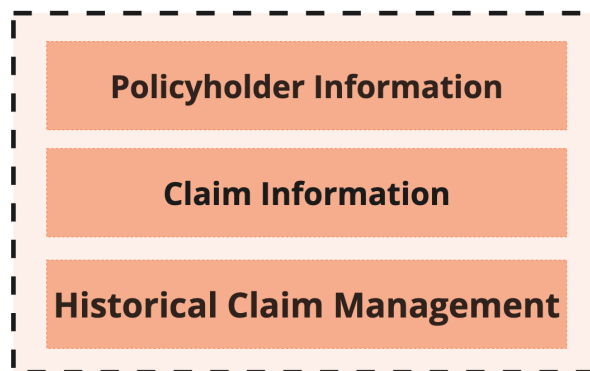 Policyholder Information
Claim Information
Historical Claim Management